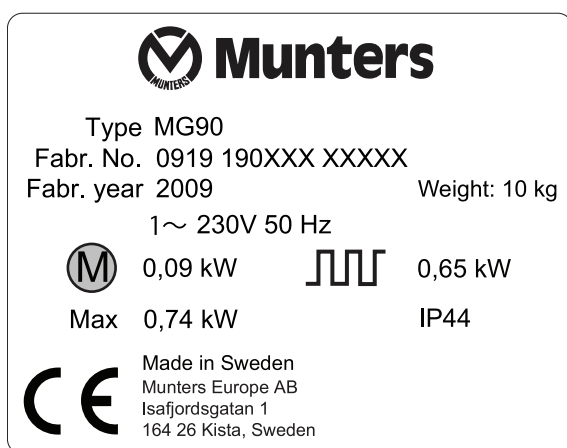 MUNTERS Munters
Type MG90
Fabr. No. 0919 190XXX XXXXX
Fabr. year 2009 Weight: 10 kg
1~ 230V 50 Hz
M 0,09 kW 0,65 kW
Max 0,74 kW IP44
CE Made in Sweden
Munters Europe AB
Isafjordsgatan 1
164 26 Kista, Sweden